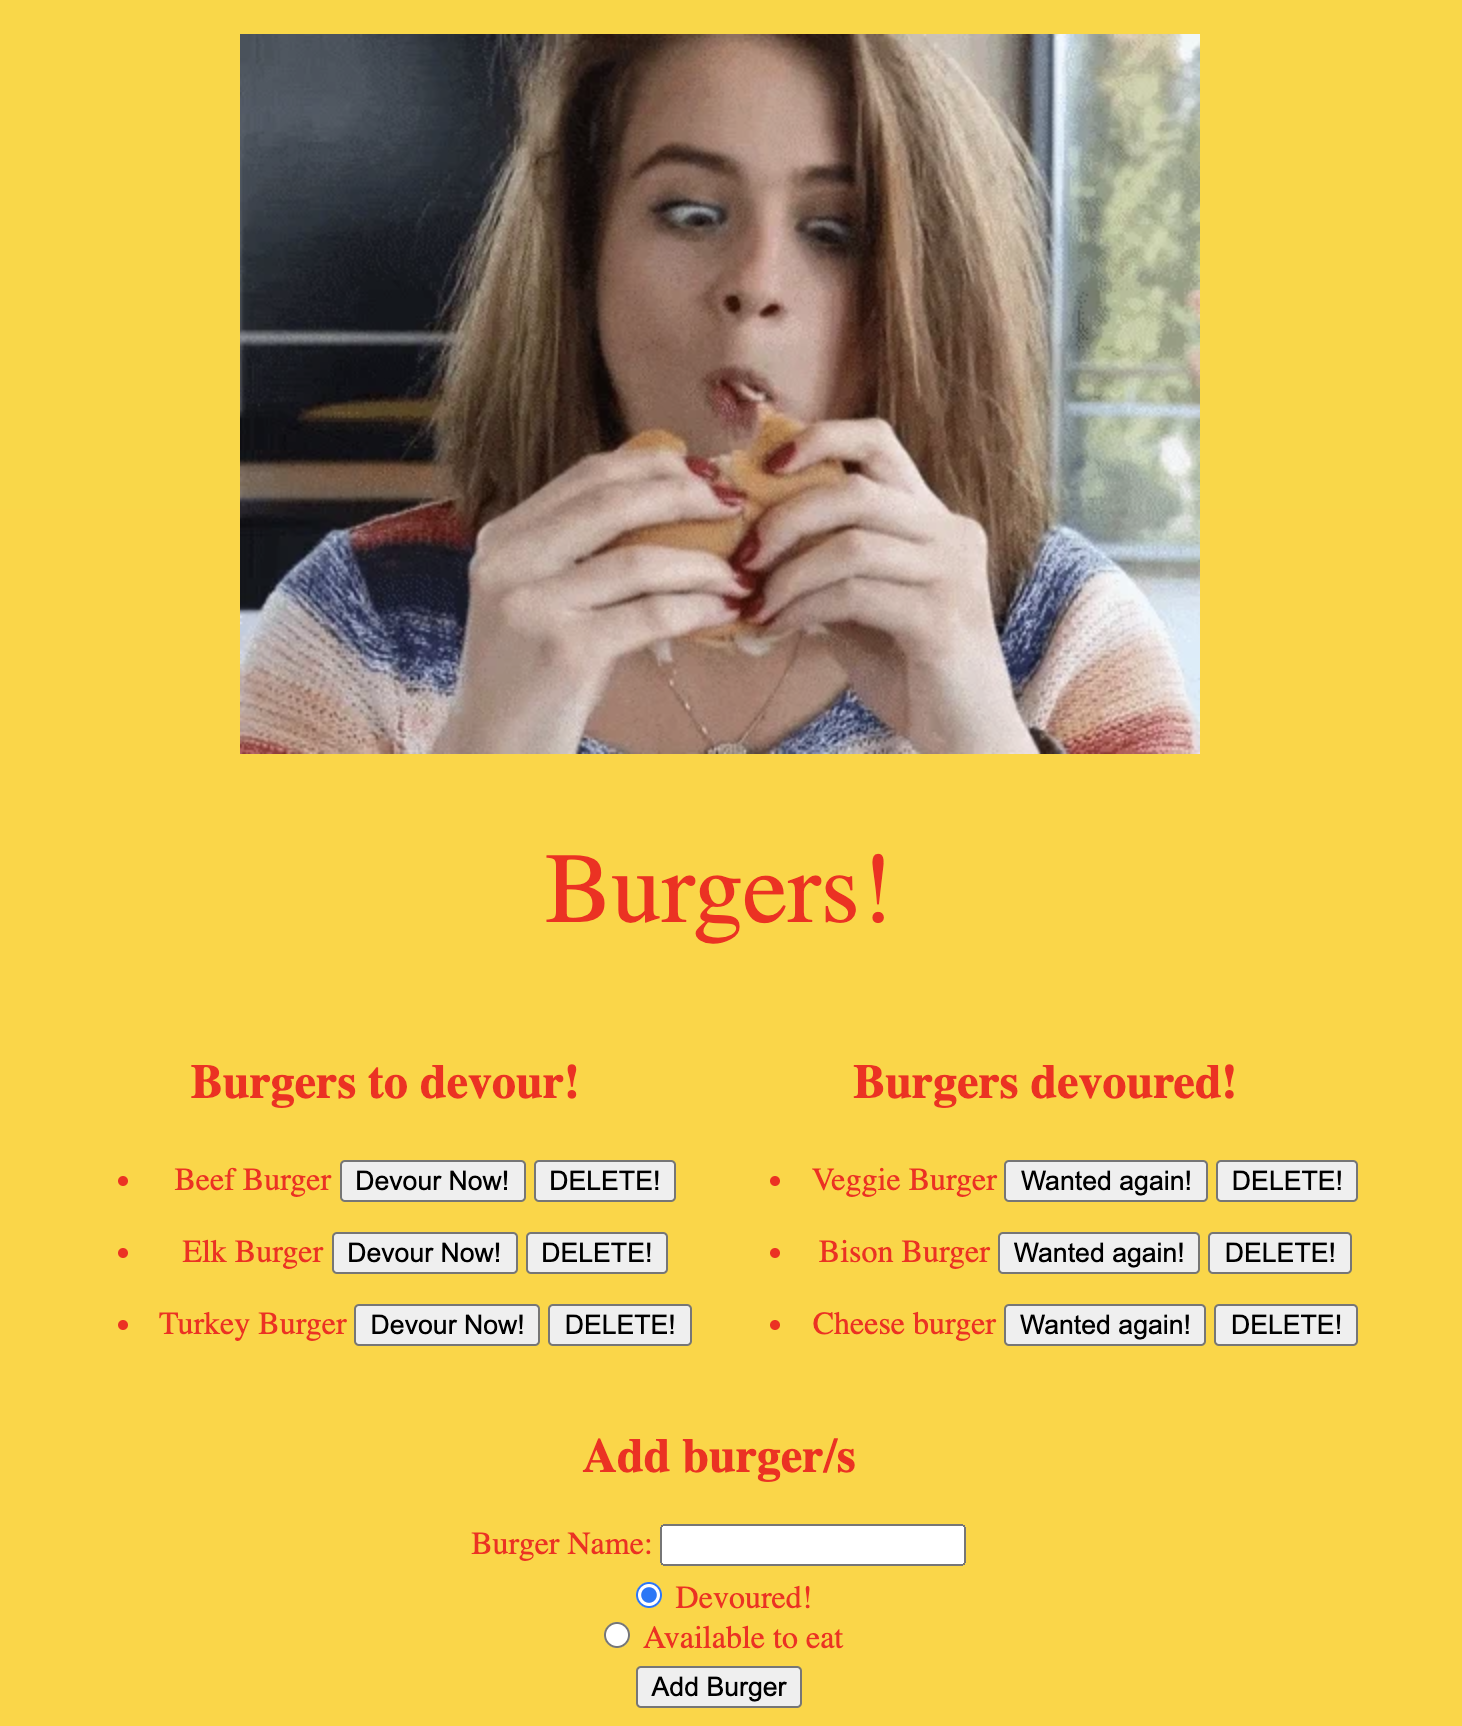 Burgers!
Burgers to devour!
Beef Burger Devour Now! DELETE!
Elk Burger Devour Now! DELETE!
Turkey Burger Devour Now! DELETE!
Burgers devoured!
Veggie Burger Wanted again! DELETE!
Bison Burger Wanted again! DELETE!
Cheese burger Wanted again! DELETE!
Add burger/s
Burger Name:
Devoured!
Available to eat
Add Burger